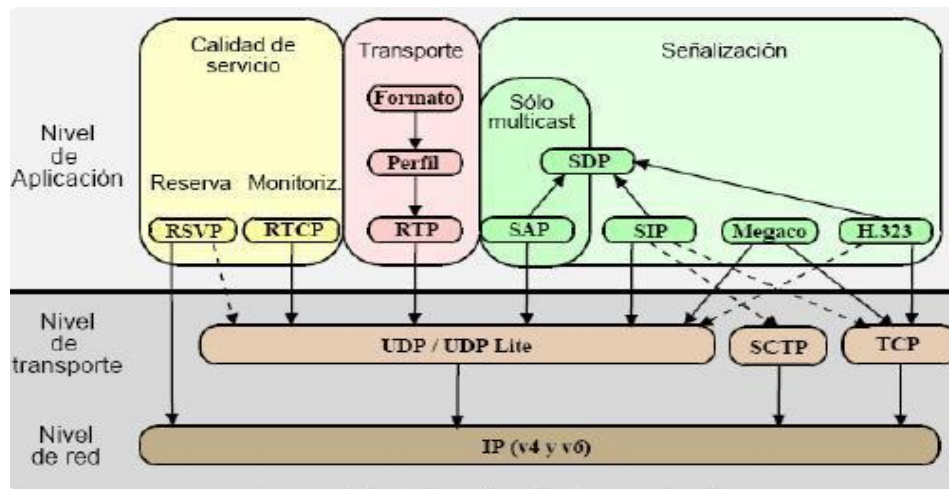 Calidad de
servicio
Transporte
Señalización
Formato
Sólo
multicast
Nivel
de
Aplicación
Perfil
SDP
Reserva
Monitoriz.
RSVP
RTCP
RTP
SAP
SIP
Megaco
H.323
Nivel
de
transporte
UDP / UDP Lite
SCTP
TCP
Nivel
de red
IP (v4 y v6)